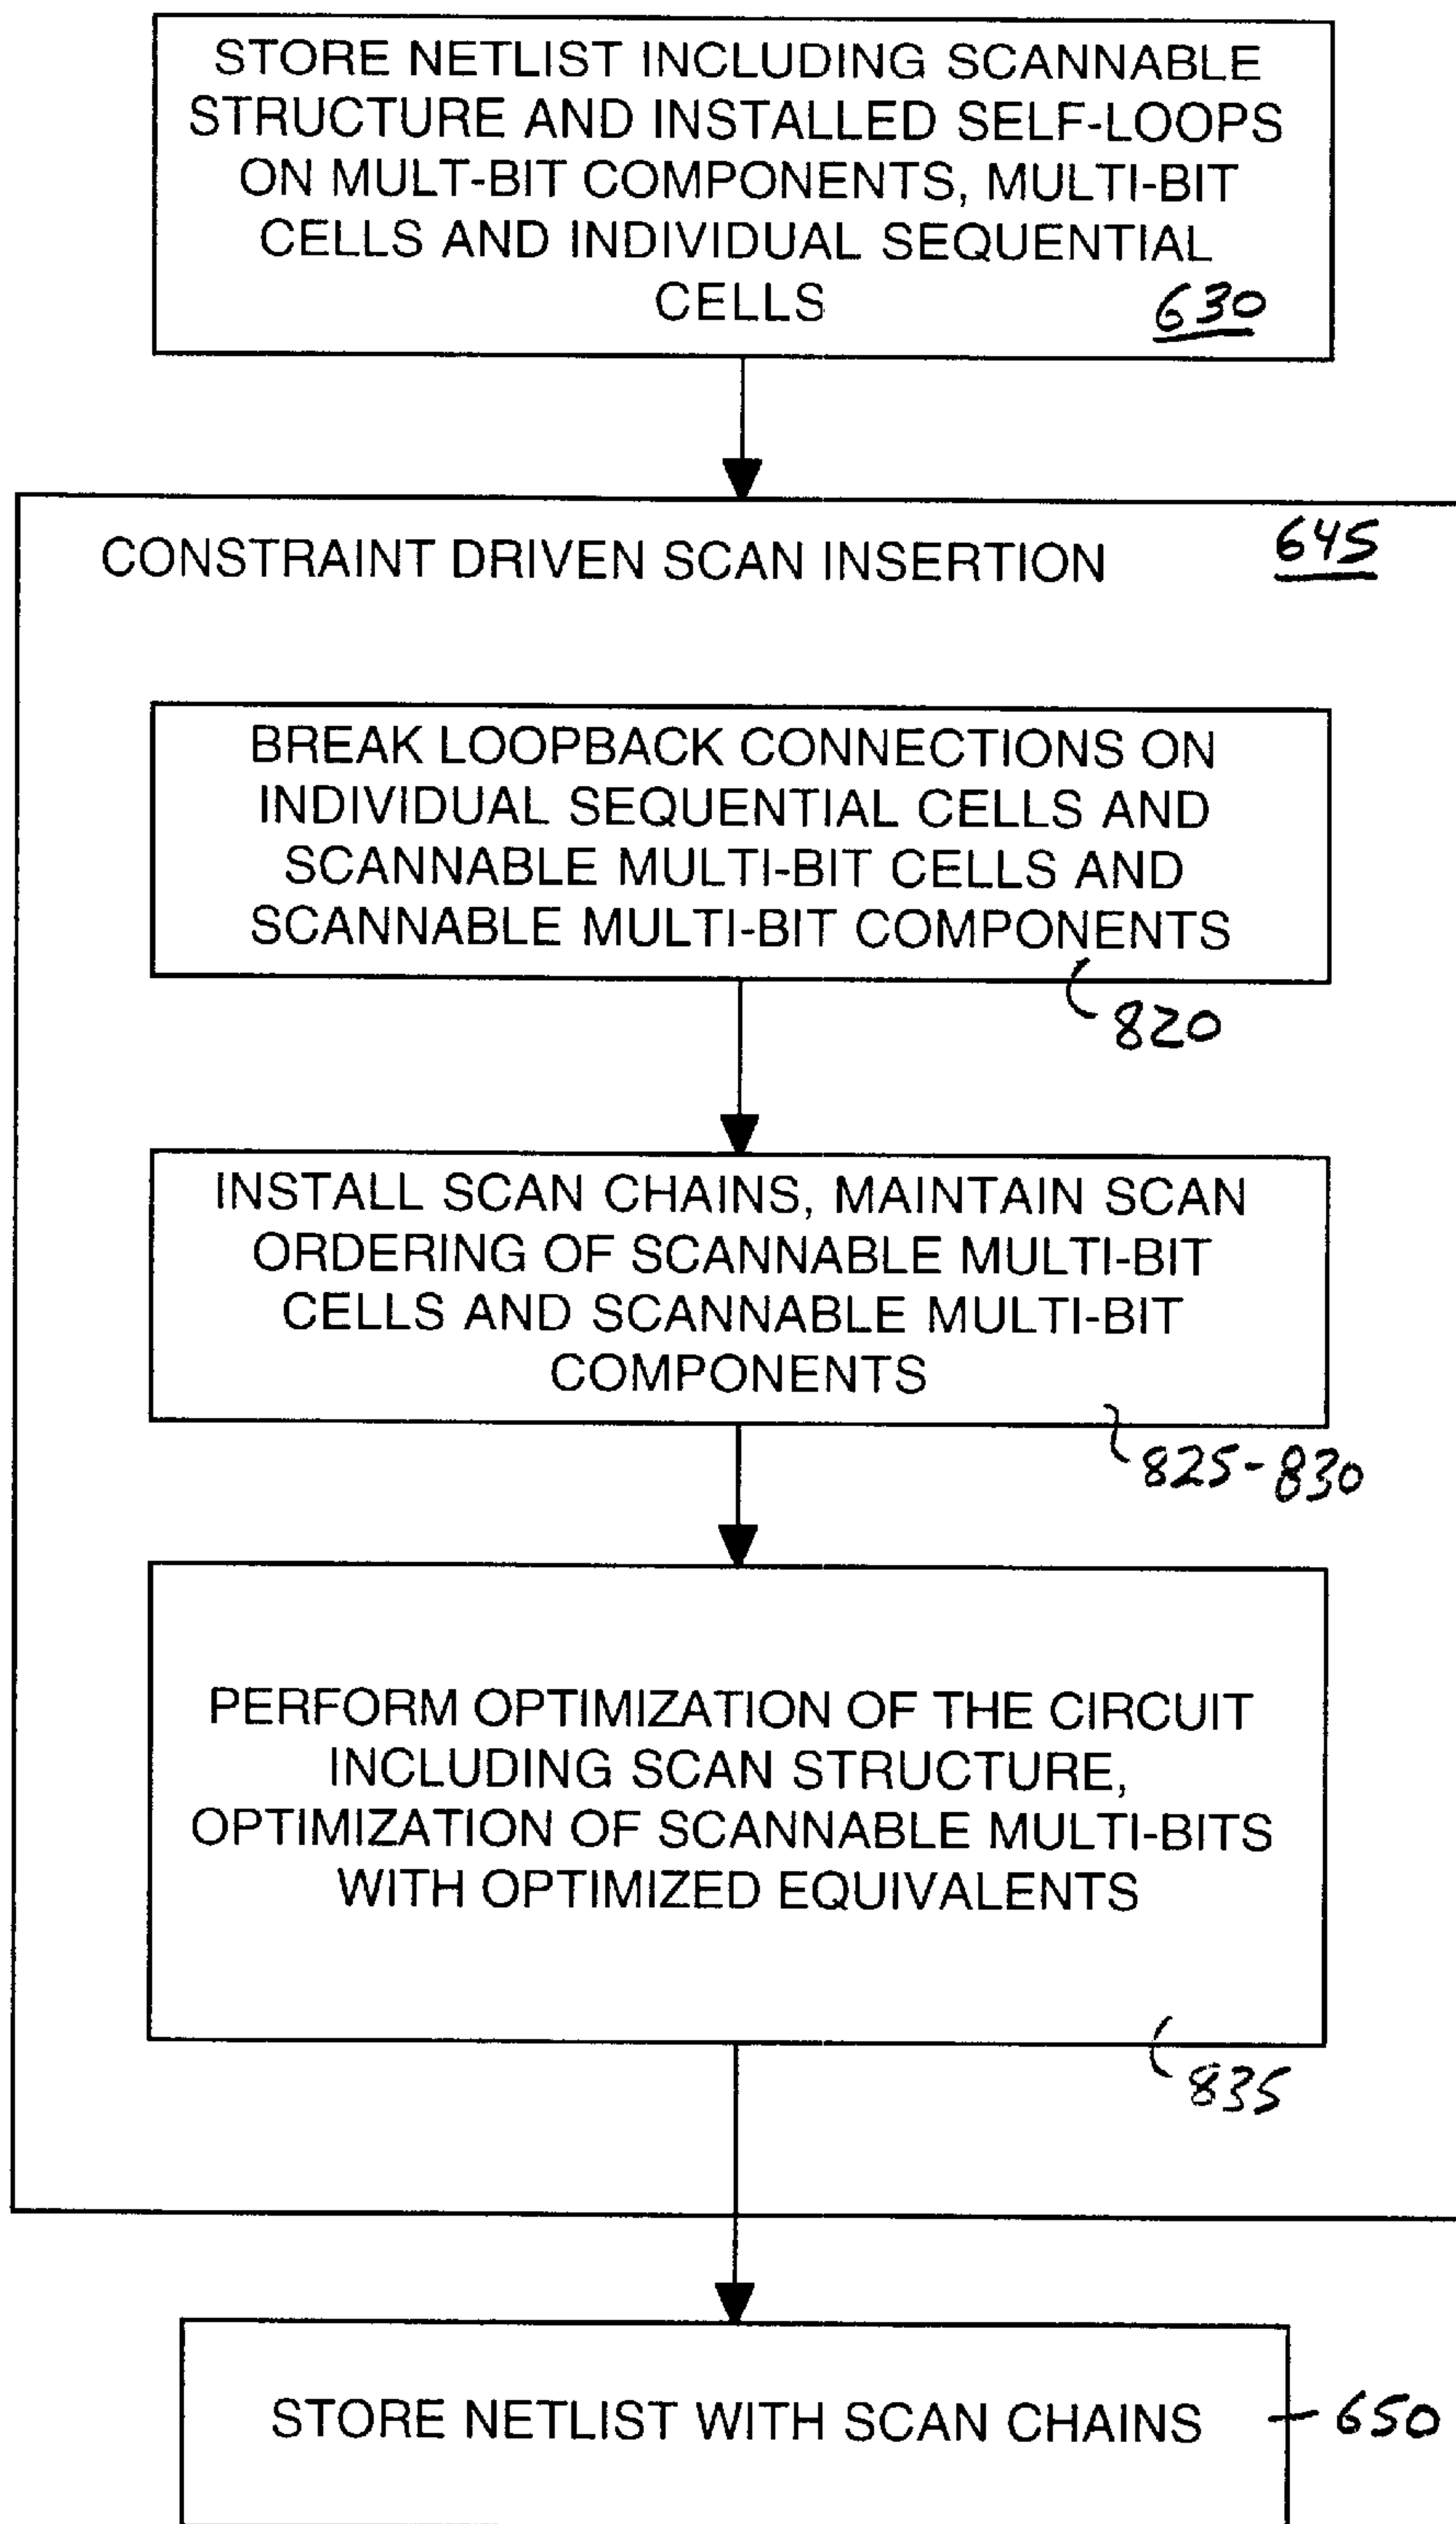 STORE NETLIST INCLUDING SCANNABLE
STRUCTURE AND INSTALLED SELF-LOOPS
ON MULT-BIT COMPONENTS, MULTI-BIT
CELLS AND INDIVIDUAL SEQUENTIAL
CELLS
630
CONSTRAINT DRIVEN SCAN INSERTION
645
BREAK LOOPBACK CONNECTIONS ON
INDIVIDUAL SEQUENTIAL CELLS AND
SCANNABLE MULTI-BIT CELLS AND
SCANNABLE MULTI-BIT COMPONENTS
820
INSTALL SCAN CHAINS, MAINTAIN SCAN
ORDERING OF SCANNABLE MULTI-BIT
CELLS AND SCANNABLE MULTI-BIT
COMPONENTS
825-830
PERFORM OPTIMIZATION OF THE CIRCUIT
INCLUDING SCAN STRUCTURE,
OPTIMIZATION OF SCANNABLE MULTI-BITS
WITH OPTIMIZED EQUIVALENTS
835
STORE NETLIST WITH SCAN CHAINS
650